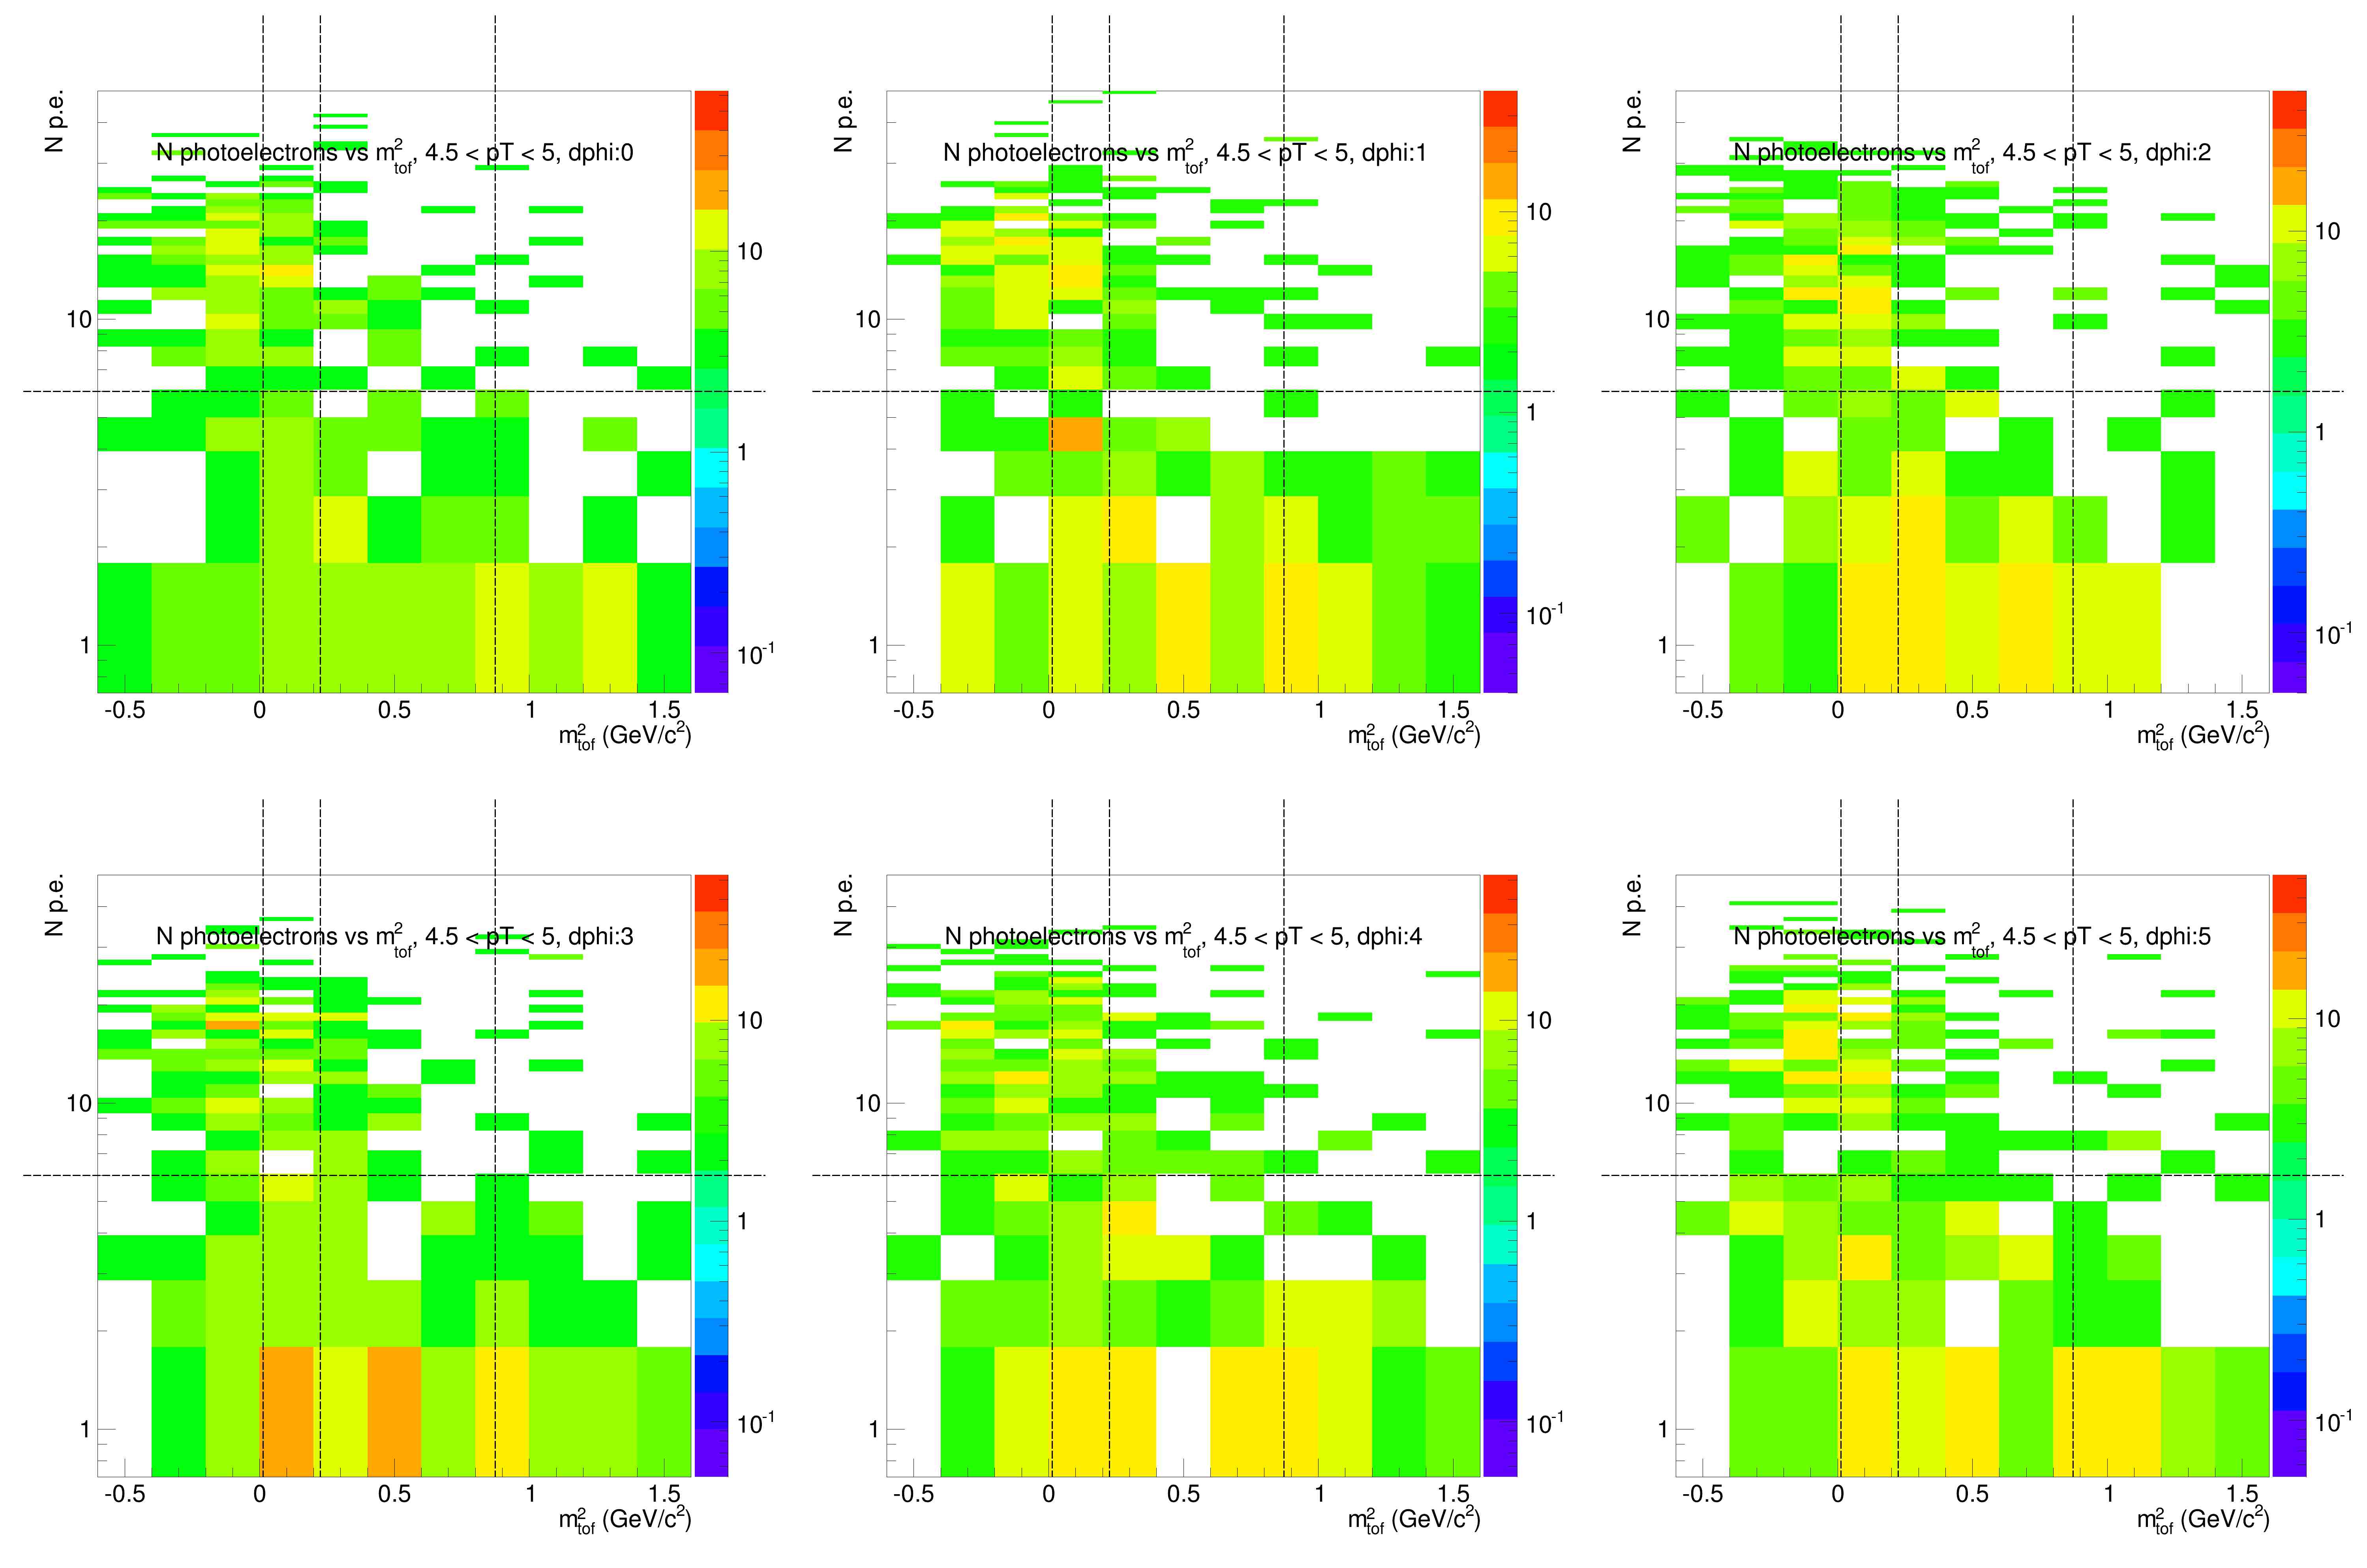 N photoelectrons vs m²tof, 4.5 < pT < 5, dphi:0
N p.e.
10
1
-0.5 0 0.5 1 1.5
m²tof (GeV/c²)
10
1
10⁻¹
N photoelectrons vs m²tof, 4.5 < pT < 5, dphi:1
N p.e.
10
1
-0.5 0 0.5 1 1.5
m²tof (GeV/c²)
10
1
10⁻¹
N photoelectrons vs m²tof, 4.5 < pT < 5, dphi:2
N p.e.
10
1
-0.5 0 0.5 1 1.5
m²tof (GeV/c²)
10
1
10⁻¹
N photoelectrons vs m²tof, 4.5 < pT < 5, dphi:3
N p.e.
10
1
-0.5 0 0.5 1 1.5
m²tof (GeV/c²)
10
1
10⁻¹
N photoelectrons vs m²tof, 4.5 < pT < 5, dphi:4
N p.e.
10
1
-0.5 0 0.5 1 1.5
m²tof (GeV/c²)
10
1
10⁻¹
N photoelectrons vs m²tof, 4.5 < pT < 5, dphi:5
N p.e.
10
1
-0.5 0 0.5 1 1.5
m²tof (GeV/c²)
10
1
10⁻¹